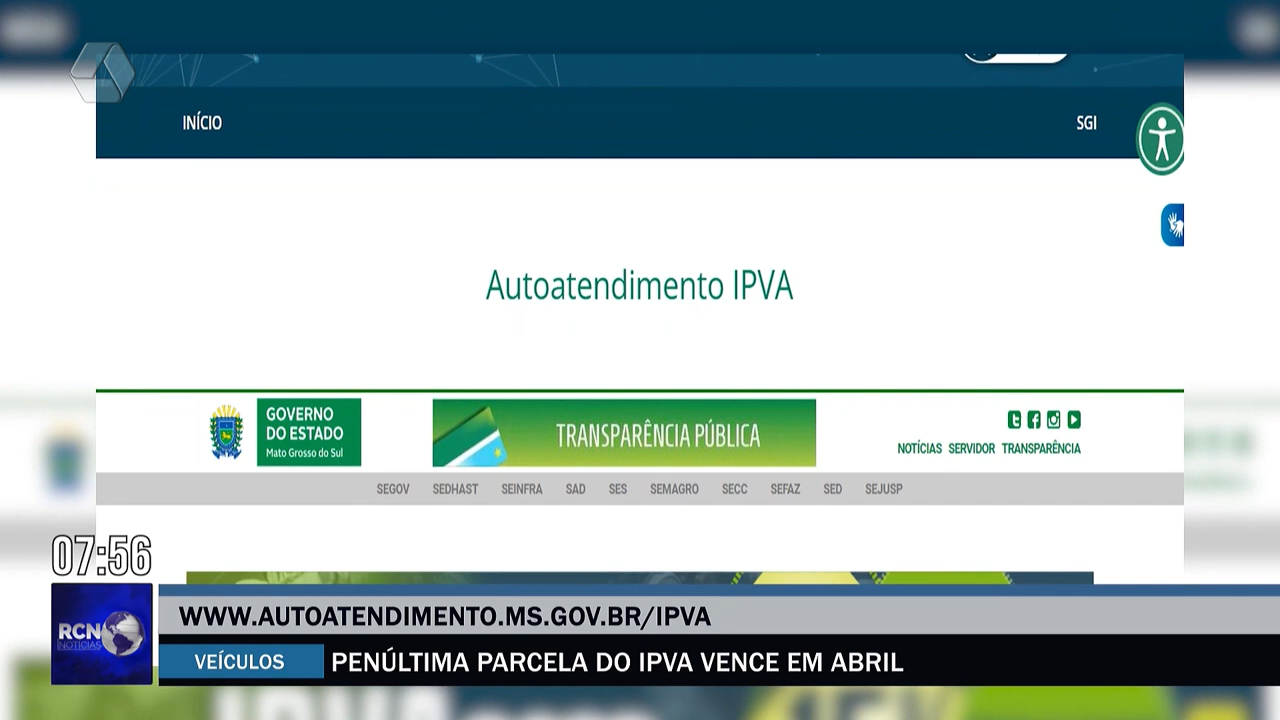 INÍCIO
SGI
Autoatendimento IPVA
GOVERNO
DO ESTADO
Mato Grosso do Sul
TRANSPARÊNCIA PÚBLICA
NOTÍCIAS SERVIDOR TRANSPARÊNCIA
SEGOV SEDHAST SEINFRA SAD SES SEMAGRO SECC SEFAZ SED SEJUSP
07:56
RCN
NOTÍCIAS
WWW.AUTOATENDIMENTO.MS.GOV.BR/IPVA
VEÍCULOS
PENÚLTIMA PARCELA DO IPVA VENCE EM ABRIL